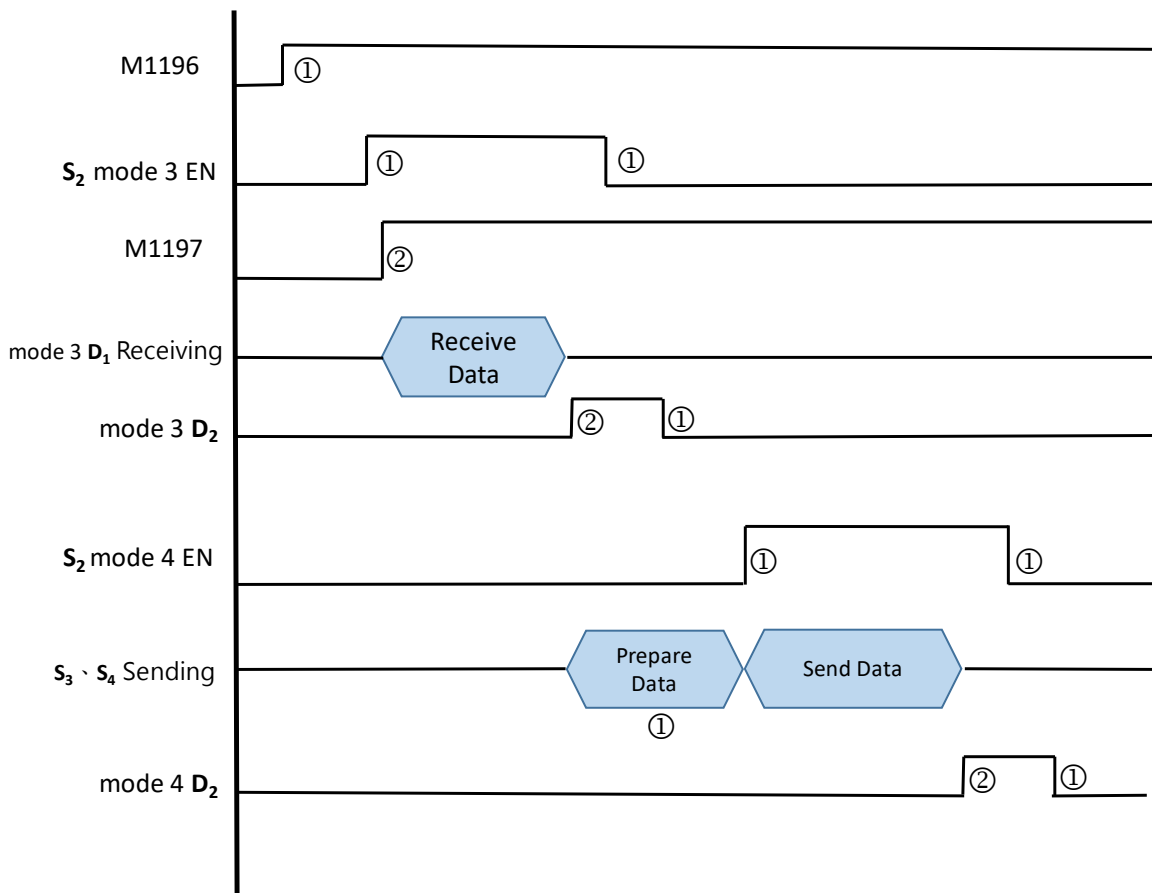 M1196
①
S₂ mode 3 EN
① ①
M1197
②
mode 3 D₁ Receiving
Receive
Data
mode 3 D₂
② ①
S₂ mode 4 EN
① ①
S₃、S₄ Sending
Prepare
Data
Send Data
①
mode 4 D₂
② ①